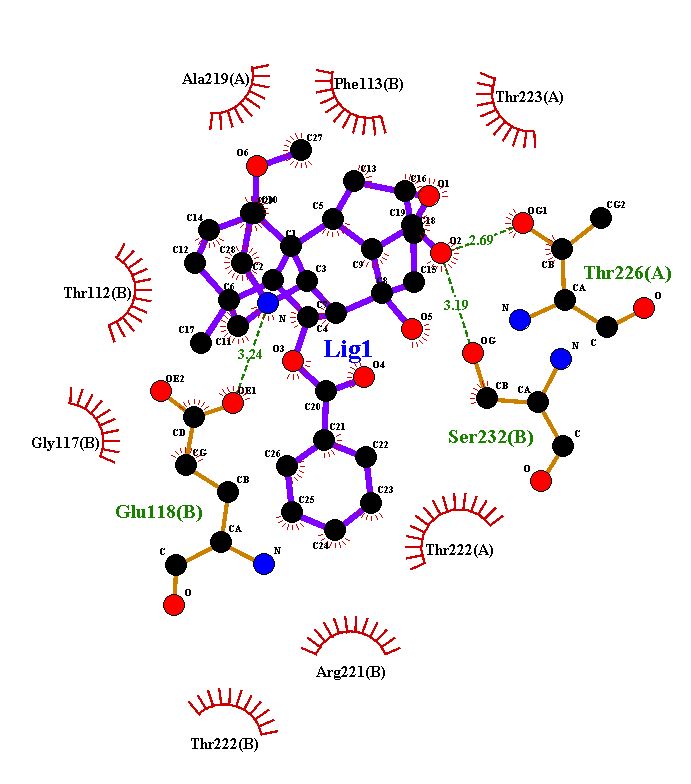 Ala219(A)
Phe113(B)
Thr223(A)
C27
O6
C13
C16
O1
C10
C5
C14
C19
C18
OG1
CG2
C1
O2
2.69
CB
C12
C28
C2
C9
C15
Thr226(A)
C3
C8
CA
O
Thr112(B)
C6
N
C4
N
C
C17
C11
O5
3.19
Lig1
3.24
O3
O4
OG
N
OE2
OE1
C20
CB
CA
CD
C21
Ser232(B)
C
Gly117(B)
CG
C26
C22
O
CB
C25
C23
Glu118(B)
CA
C24
C
N
Thr222(A)
O
Arg221(B)
Thr222(B)